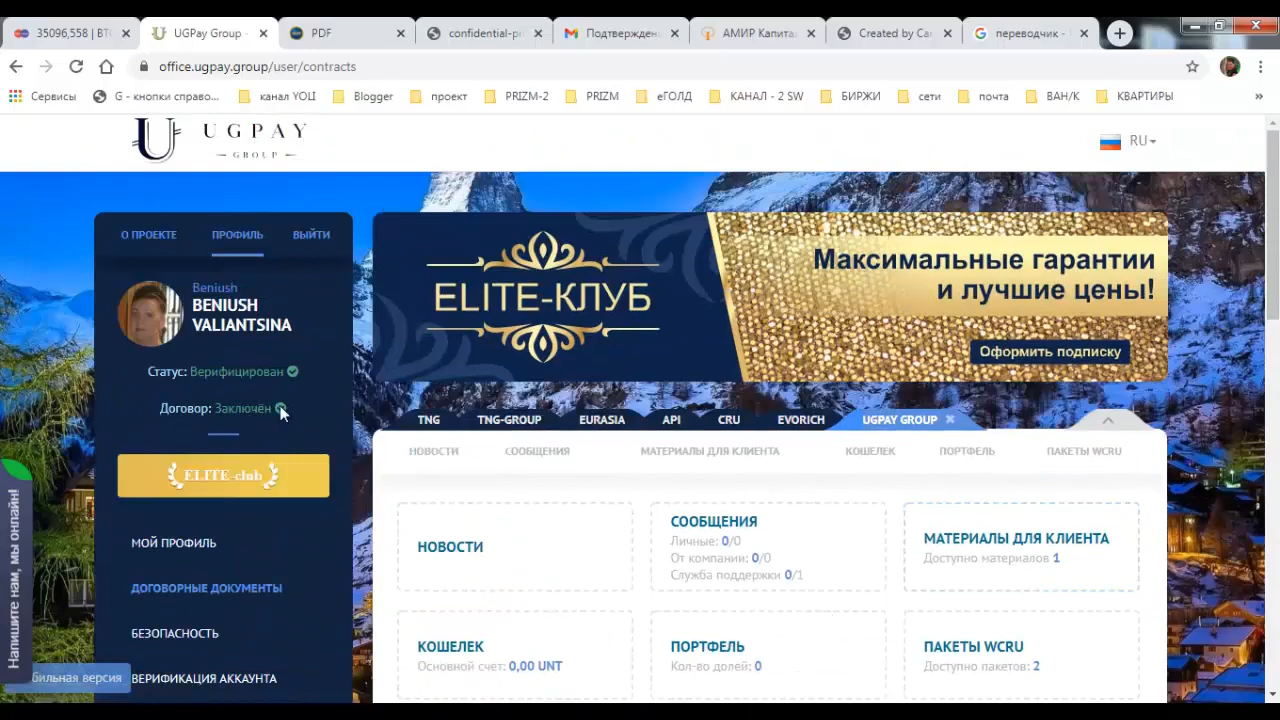 35096,558 | BT
UGPay Group -
PDF
confidential-pr
Подтвержден
АМИР Капитал
Created by Ca
переводчик -
office.ugpay.group/user/contracts
Сервисы
G - кнопки справо...
канал YOLI
Blogger
проект
PRIZM-2
PRIZM
еГОЛД
КАНАЛ - 2 SW
БИРЖИ
сети
почта
ВАН/К
КВАРТИРЫ
»
UGPAY
GROUP
RU
О ПРОЕКТЕ
ПРОФИЛЬ
ВЫЙТИ
Beniush
BENIUSH
VALIANTSINA
Статус: Верифицирован
Договор: Заключён
ELITE-club
МОЙ ПРОФИЛЬ
ДОГОВОРНЫЕ ДОКУМЕНТЫ
БЕЗОПАСНОСТЬ
ВЕРИФИКАЦИЯ АККАУНТА
Напишите нам, мы онлайн!
бильная версия
ELITE-КЛУБ
Максимальные гарантии
и лучшие цены!
Оформить подписку
TNG
TNG-GROUP
EURASIA
API
CRU
EVORICH
UGPAY GROUP
НОВОСТИ
СООБЩЕНИЯ
МАТЕРИАЛЫ ДЛЯ КЛИЕНТА
КОШЕЛЕК
ПОРТФЕЛЬ
ПАКЕТЫ WCRU
НОВОСТИ
СООБЩЕНИЯ
Личные: 0/0
От компании: 0/0
Служба поддержки 0/1
МАТЕРИАЛЫ ДЛЯ КЛИЕНТА
Доступно материалов 1
КОШЕЛЕК
Основной счет: 0,00 UNT
ПОРТФЕЛЬ
Кол-во долей: 0
ПАКЕТЫ WCRU
Доступно пакетов: 2